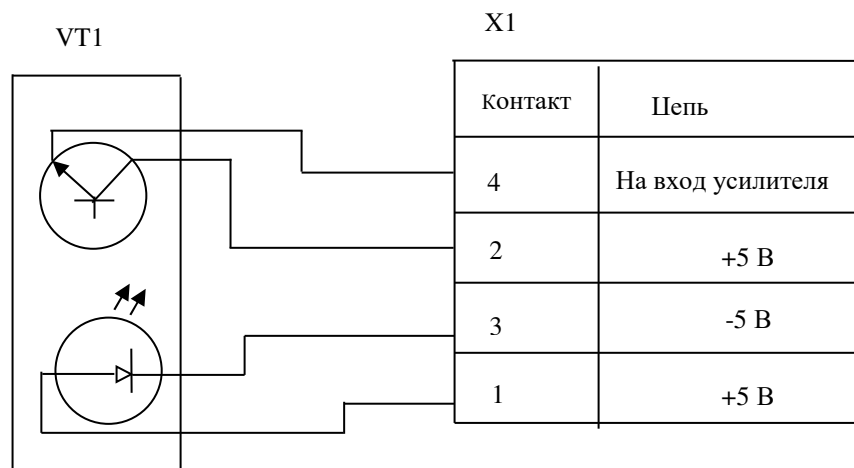 VT1
X1
Контакт
Цепь
4
На вход усилителя
2
+5 В
3
-5 В
1
+5 В